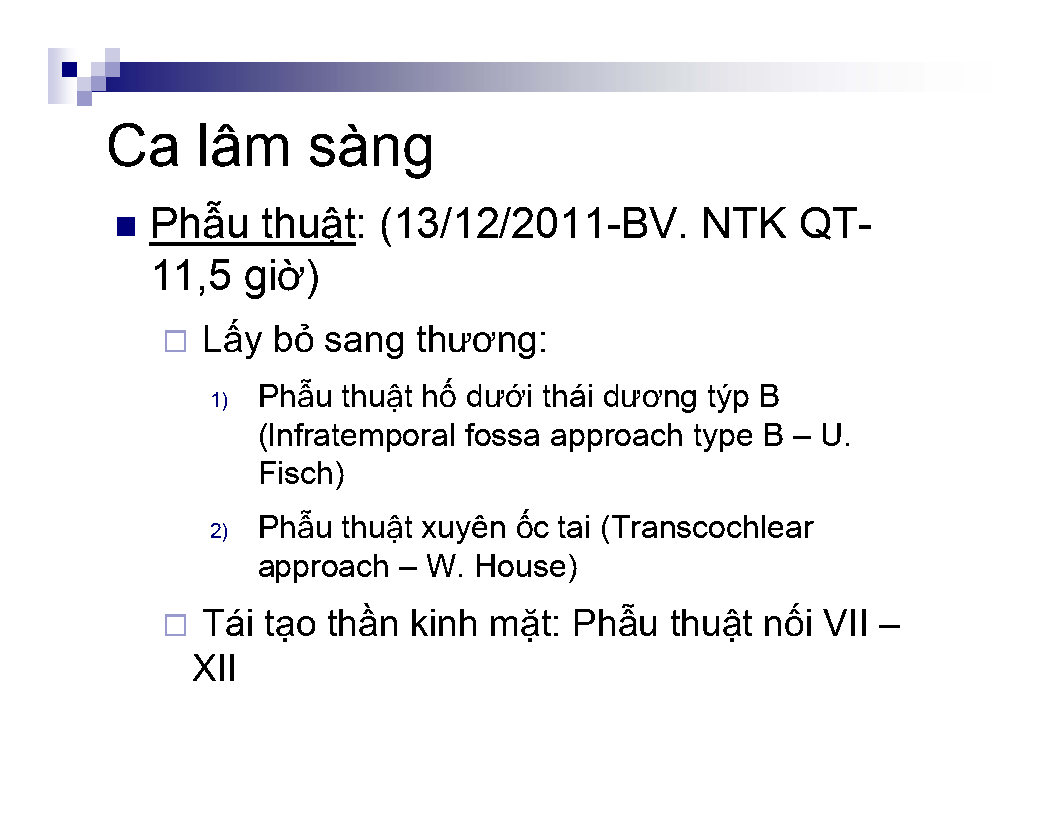 Ca lâm sàng
Phẫu thuật: (13/12/2011-BV. NTK QT-
11,5 giờ)
Lấy bỏ sang thương:
1) Phẫu thuật hố dưới thái dương týp B
(Infratemporal fossa approach type B – U.
Fisch)
2) Phẫu thuật xuyên ốc tai (Transcochlear
approach – W. House)
Tái tạo thần kinh mặt: Phẫu thuật nối VII –
XII